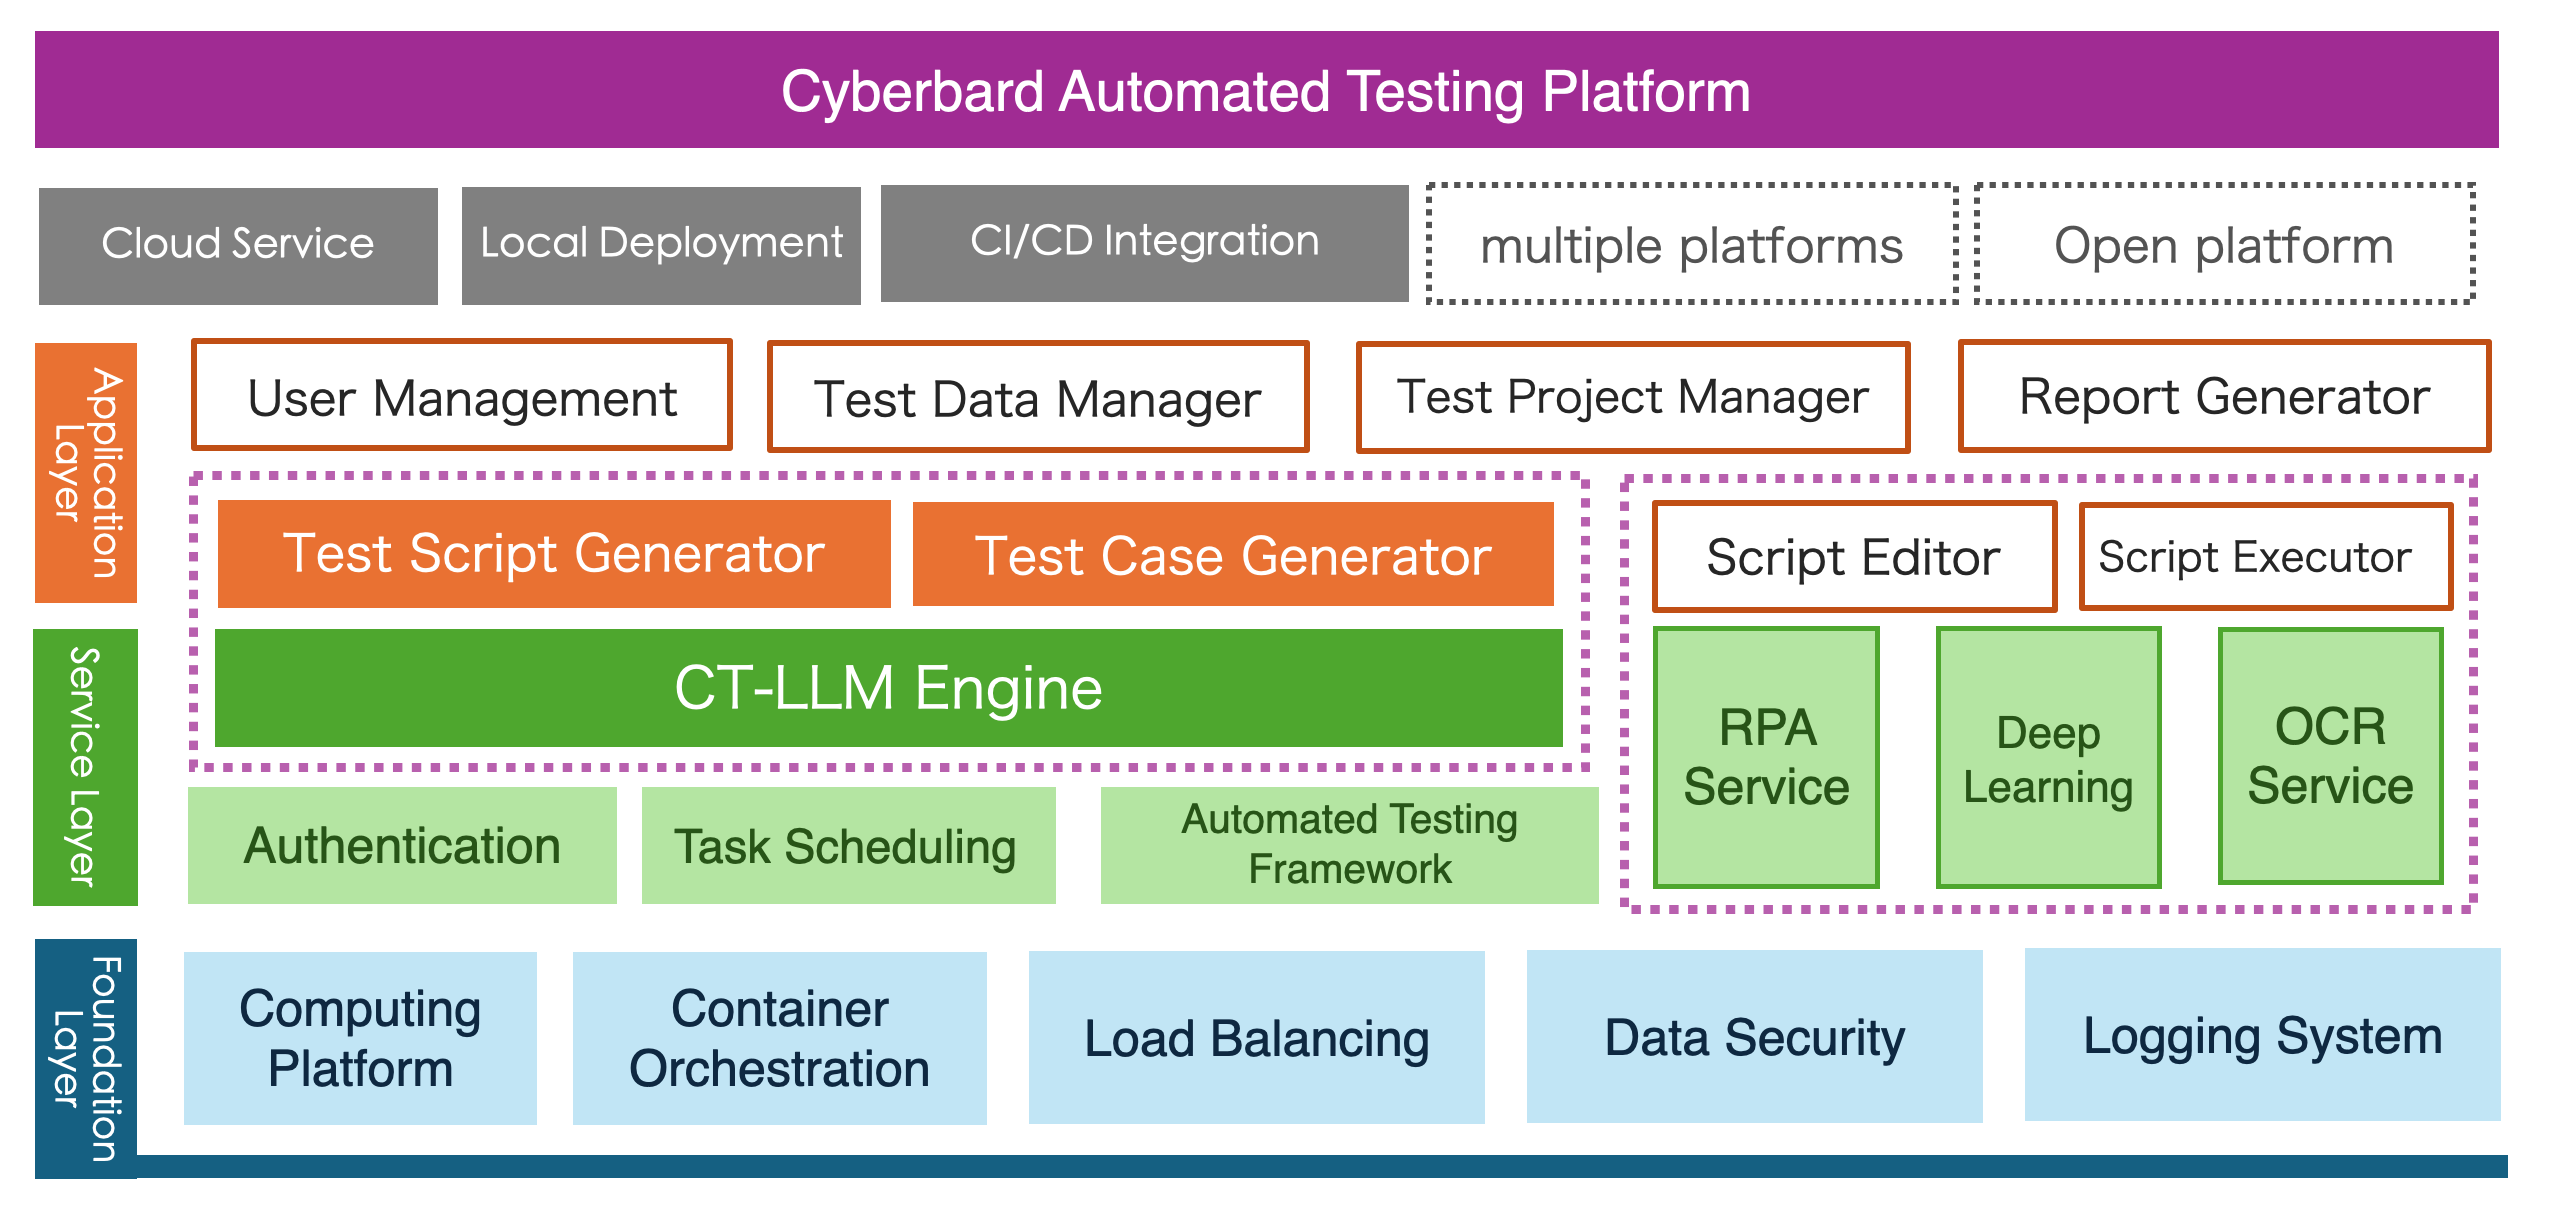 Cyberbard Automated Testing Platform
Cloud Service
Local Deployment
CI/CD Integration
multiple platforms
Open platform
Application
Layer
User Management
Test Data Manager
Test Project Manager
Report Generator
Test Script Generator
Test Case Generator
Script Editor
Script Executor
Service Layer
CT-LLM Engine
RPA
Service
Deep
Learning
OCR
Service
Authentication
Task Scheduling
Automated Testing
Framework
Foundation
Layer
Computing
Platform
Container
Orchestration
Load Balancing
Data Security
Logging System